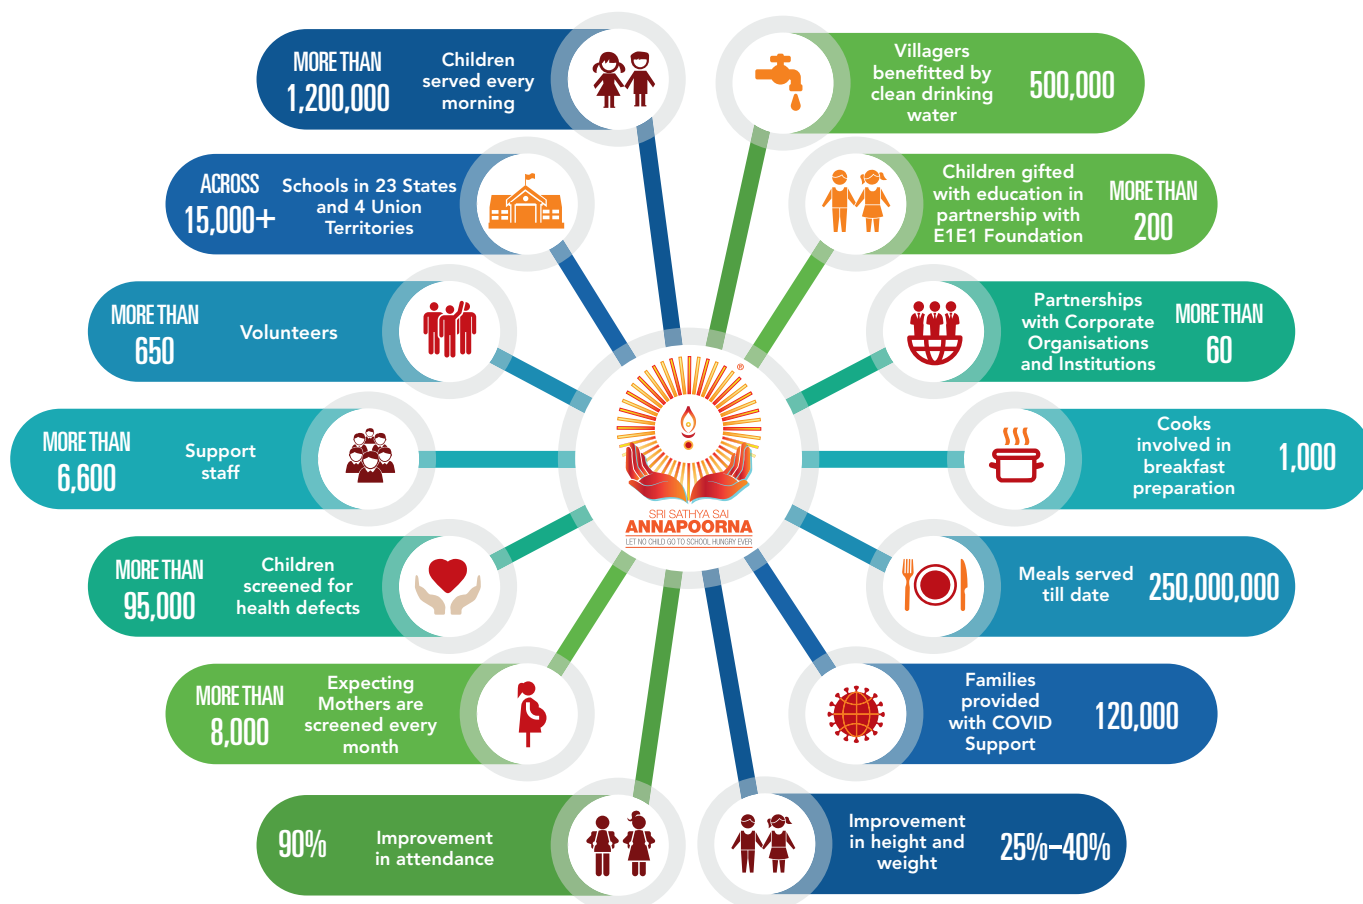 MORE THAN
1,200,000
Children
served every
morning
Villagers
benefitted by
clean drinking
water
500,000
ACROSS
15,000+
Schools in 23 States
and 4 Union
Territories
Children gifted
with education in
partnership with
E1E1 Foundation
MORE THAN
200
MORE THAN
650
Volunteers
Partnerships
with Corporate
Organisations
and Institutions
MORE THAN
60
MORE THAN
6,600
Support
staff
®
SRI SATHYA SAI
ANNAPOORNA
LET NO CHILD GO TO SCHOOL HUNGRY EVER
Cooks
involved in
breakfast
preparation
1,000
MORE THAN
95,000
Children
screened for
health defects
Meals served
till date
250,000,000
MORE THAN
8,000
Expecting
Mothers are
screened every
month
Families
provided
with COVID
Support
120,000
90%
Improvement
in attendance
Improvement
in height and
weight
25%–40%